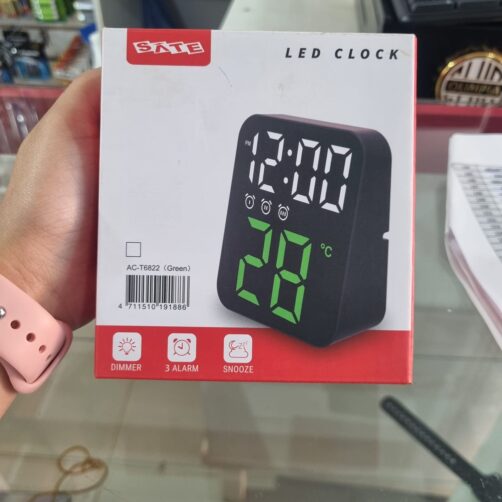 SATE
LED CLOCK
PM
12:00
28
°C
AC-T6822 (Green)
4 711510 191886
DIMMER
3 ALARM
SNOOZE